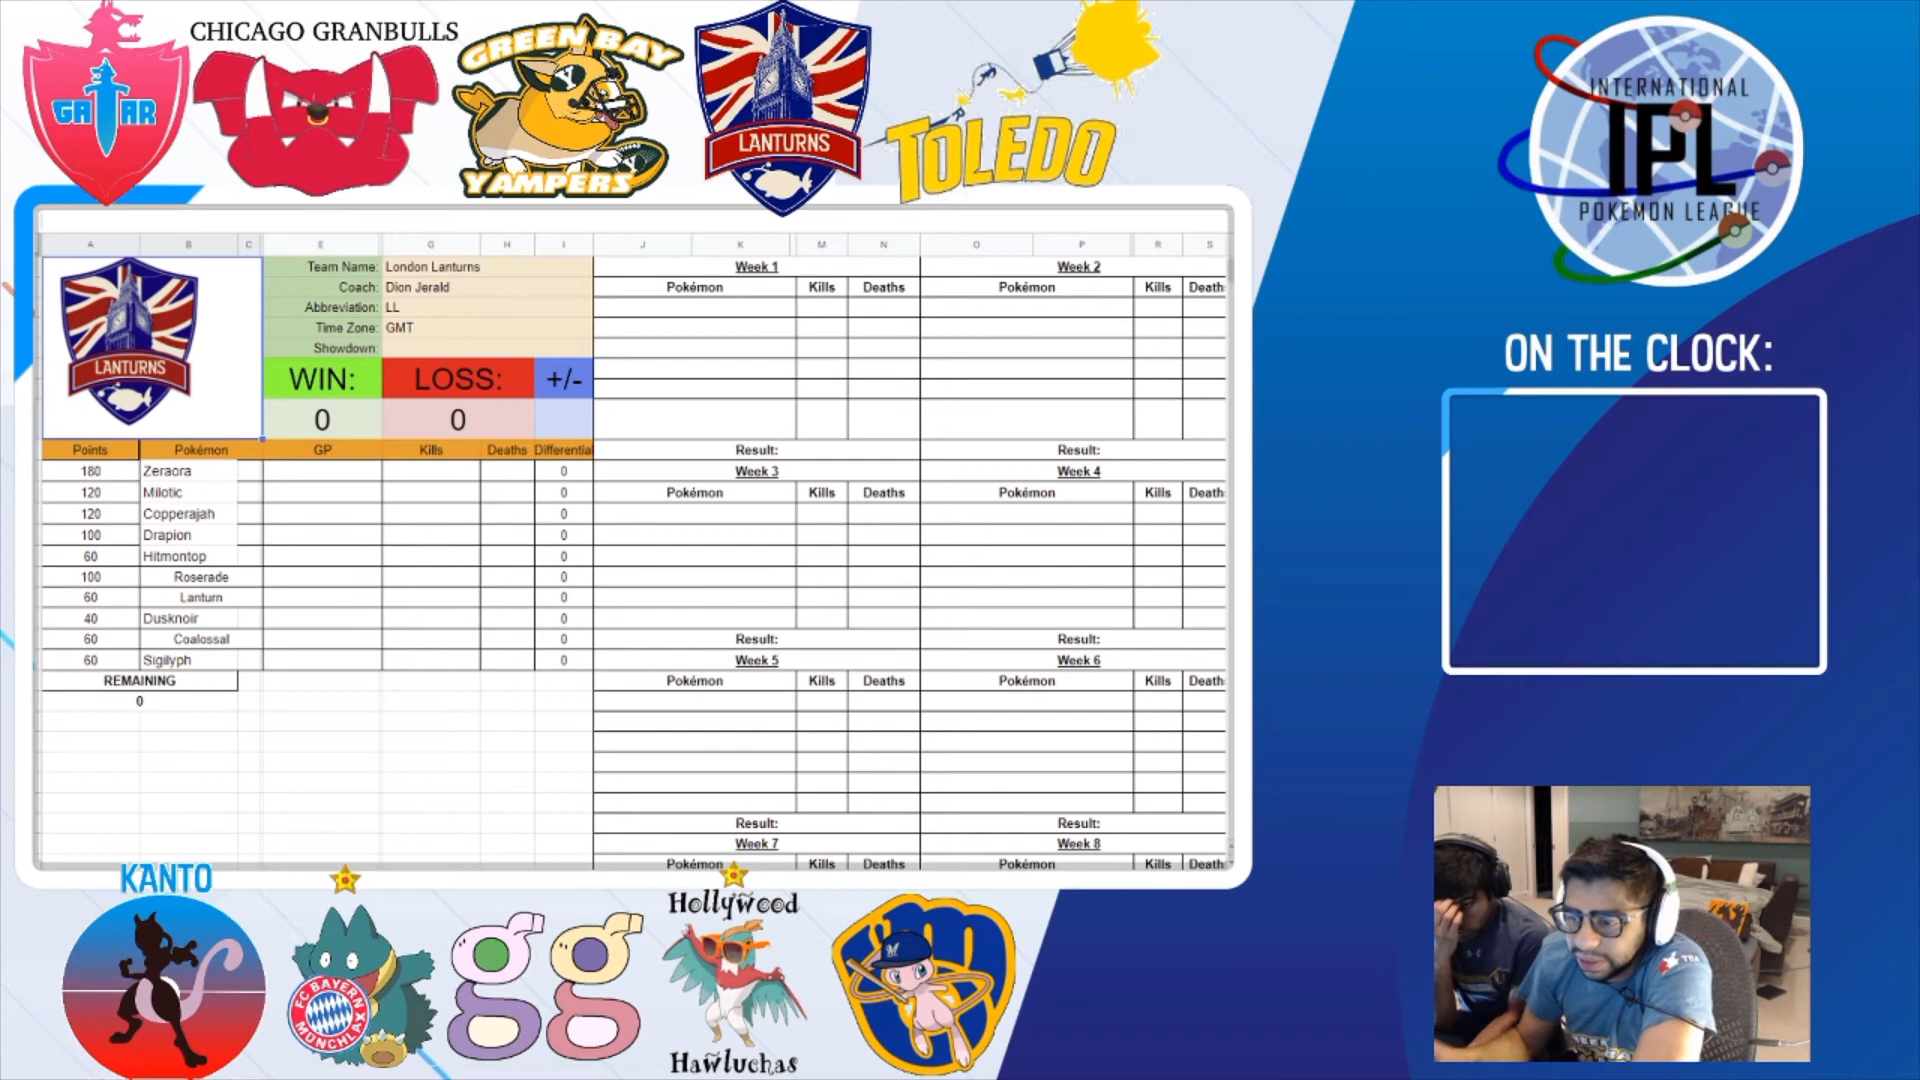 CHICAGO GRANBULLS
GREEN BAY
YAMPERS
LANTURNS
TOLEDO
INTERNATIONAL
IPL
POKEMON LEAGUE
ON THE CLOCK:
A B C E G H I J K M N O P R S
LANTURNS
Team Name: London Lanturns
Coach: Dion Jerald
Abbreviation: LL
Time Zone: GMT
Showdown:
WIN: LOSS: +/-
0 0
Points Pokémon GP Kills Deaths Differential
180 Zeraora 0
120 Milotic 0
120 Copperajah 0
100 Drapion 0
60 Hitmontop 0
100 Roserade 0
60 Lanturn 0
40 Dusknoir 0
60 Coalossal 0
60 Sigilyph 0
REMAINING
0
Week 1 Week 2
Pokémon Kills Deaths Pokémon Kills Death
Result: Result:
Week 3 Week 4
Pokémon Kills Deaths Pokémon Kills Death
Result: Result:
Week 5 Week 6
Pokémon Kills Deaths Pokémon Kills Death
Result: Result:
Week 7 Week 8
Pokémon Kills Deaths Pokémon Kills Death
KANTO
FC BAYERN
MUNCHLAX
gg
Hollywood
Hawluchas
M